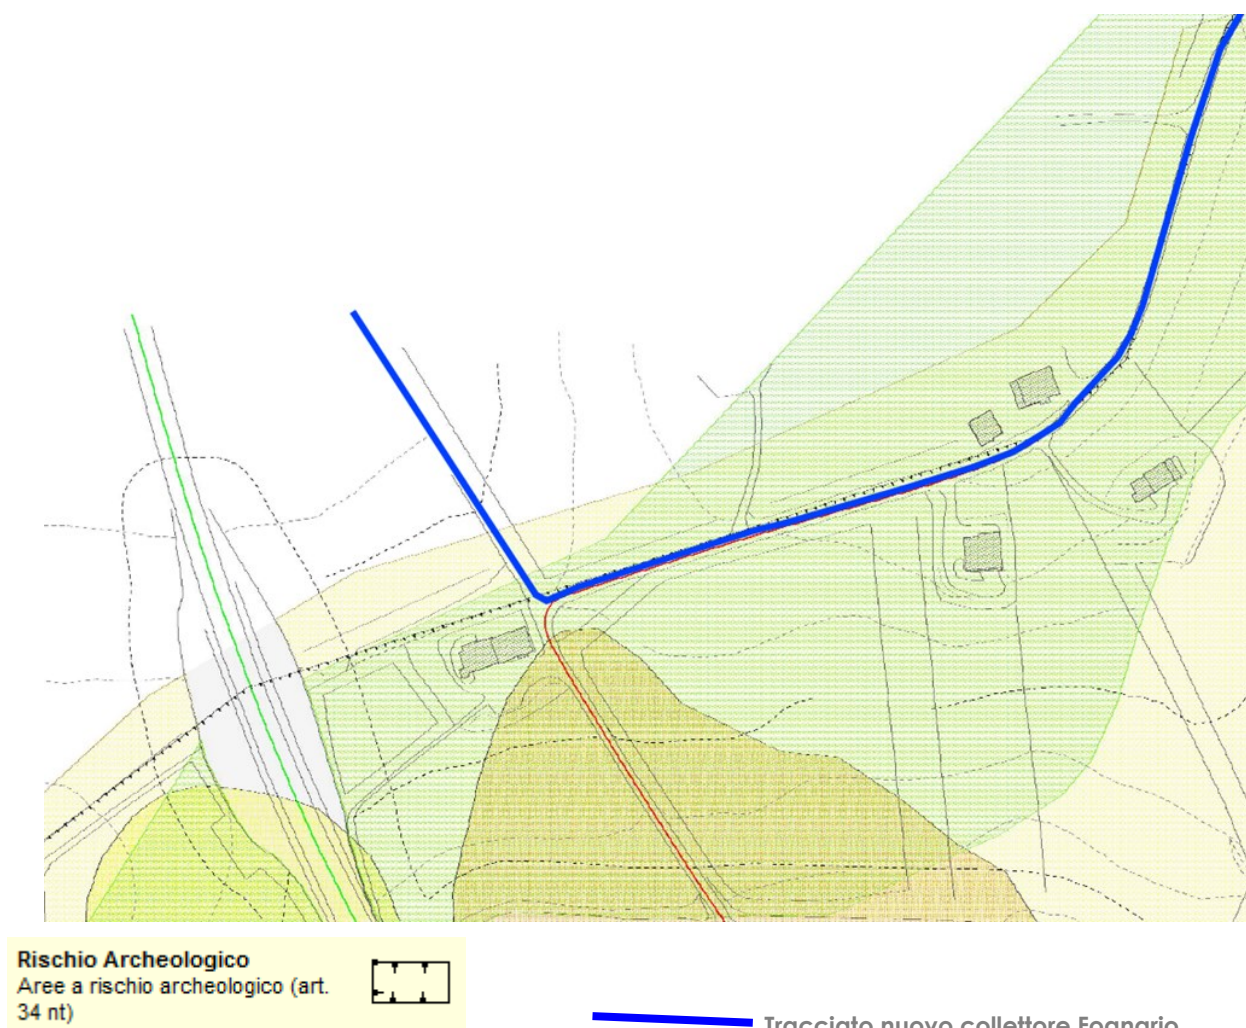 Rischio Archeologico
Aree a rischio archeologico (art.
34 nt)
Tracciato nuovo collettore Fognario